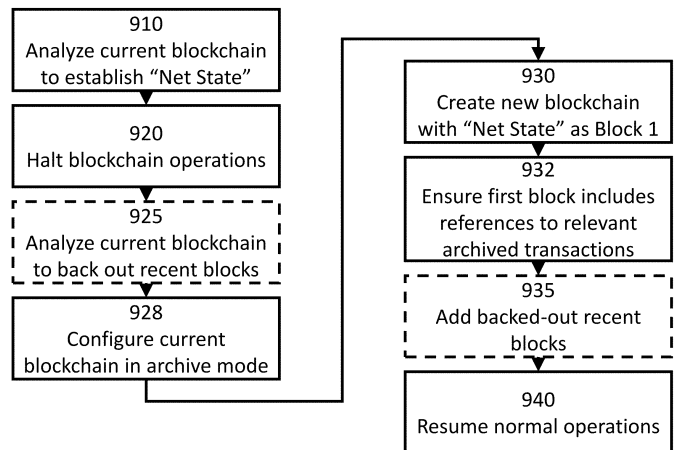 910
Analyze current blockchain
to establish “Net State”
920
Halt blockchain operations
925
Analyze current blockchain
to back out recent blocks
928
Configure current
blockchain in archive mode
930
Create new blockchain
with “Net State” as Block 1
932
Ensure first block includes
references to relevant
archived transactions
935
Add backed-out recent
blocks
940
Resume normal operations